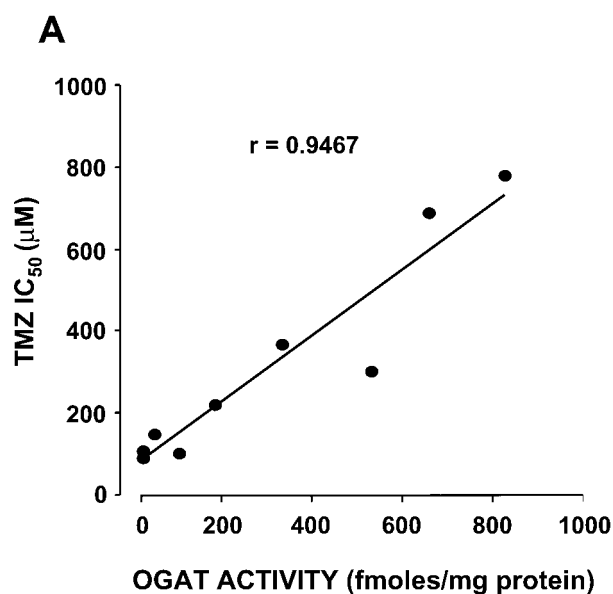 A
1000
800
600
400
200
0
TMZ IC50 (μM)
r = 0.9467
0 200 400 600 800 1000
OGAT ACTIVITY (fmoles/mg protein)